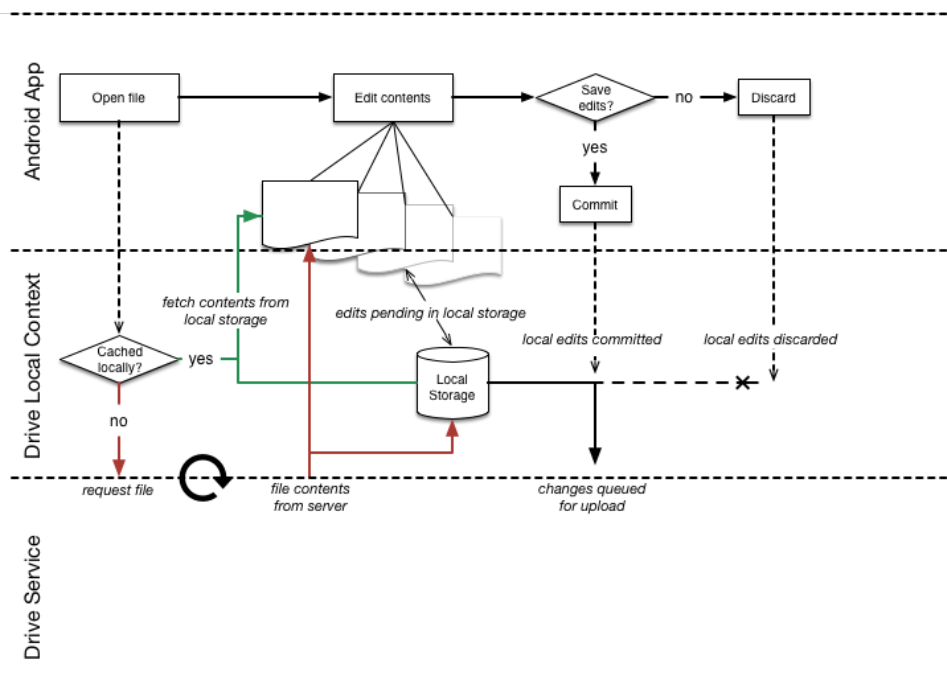 Android App
Open file
Edit contents
Save
edits?
no
Discard
yes
Commit
Drive Local Context
fetch contents from
local storage
edits pending in local storage
local edits committed
local edits discarded
Cached
locally?
yes
Local
Storage
no
request file
file contents
from server
changes queued
for upload
Drive Service